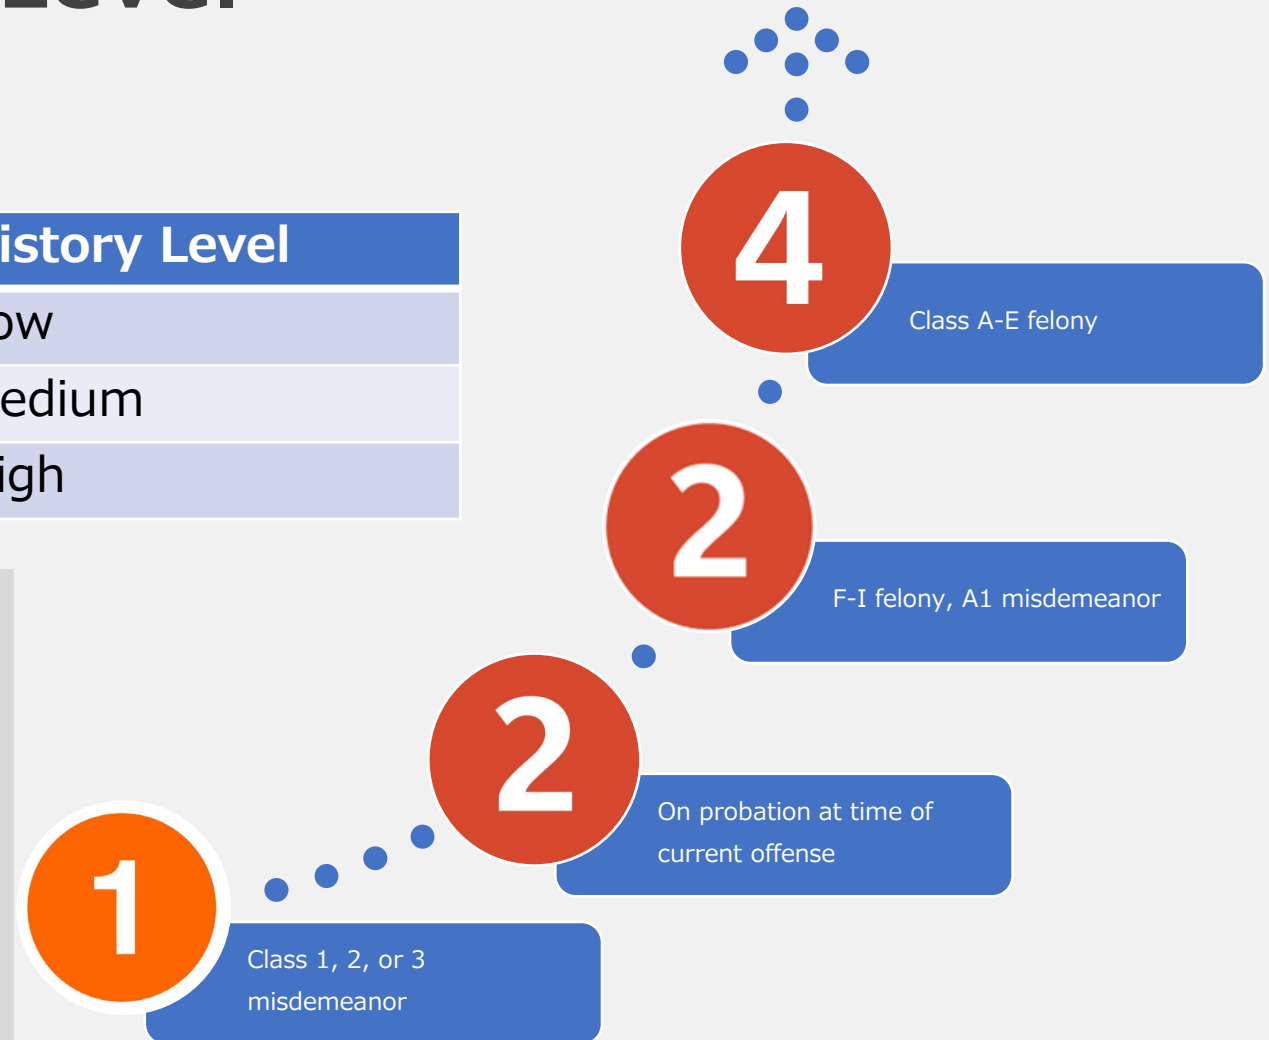 Level
istory Level
ow
edium
igh
4
Class A-E felony
2
F-I felony, A1 misdemeanor
2
On probation at time of
current offense
1
Class 1, 2, or 3
misdemeanor